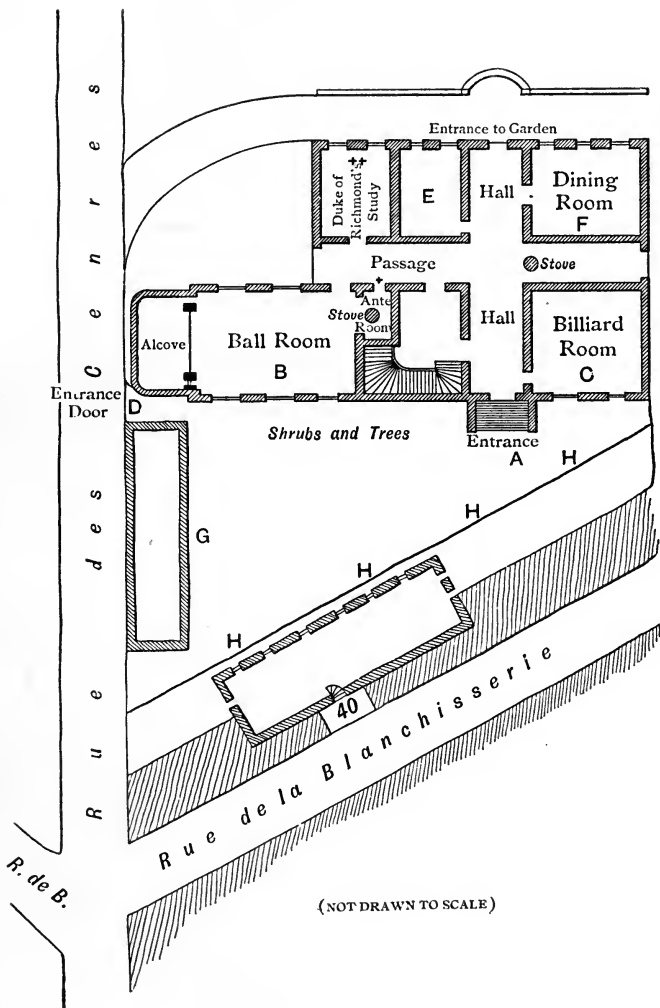 Rue des Cendres
Entrance to Garden
Duke of
Richmond's
Study
E
Hall
Dining
Room
F
Passage
Stove
Ante
Room
Stove
Alcove
Ball Room
B
Hall
Billiard
Room
C
Entrance
Door
D
Shrubs and Trees
Entrance
A
H
H
H
H
G
40
Rue de la Blanchisserie
R. de B.
(NOT DRAWN TO SCALE)